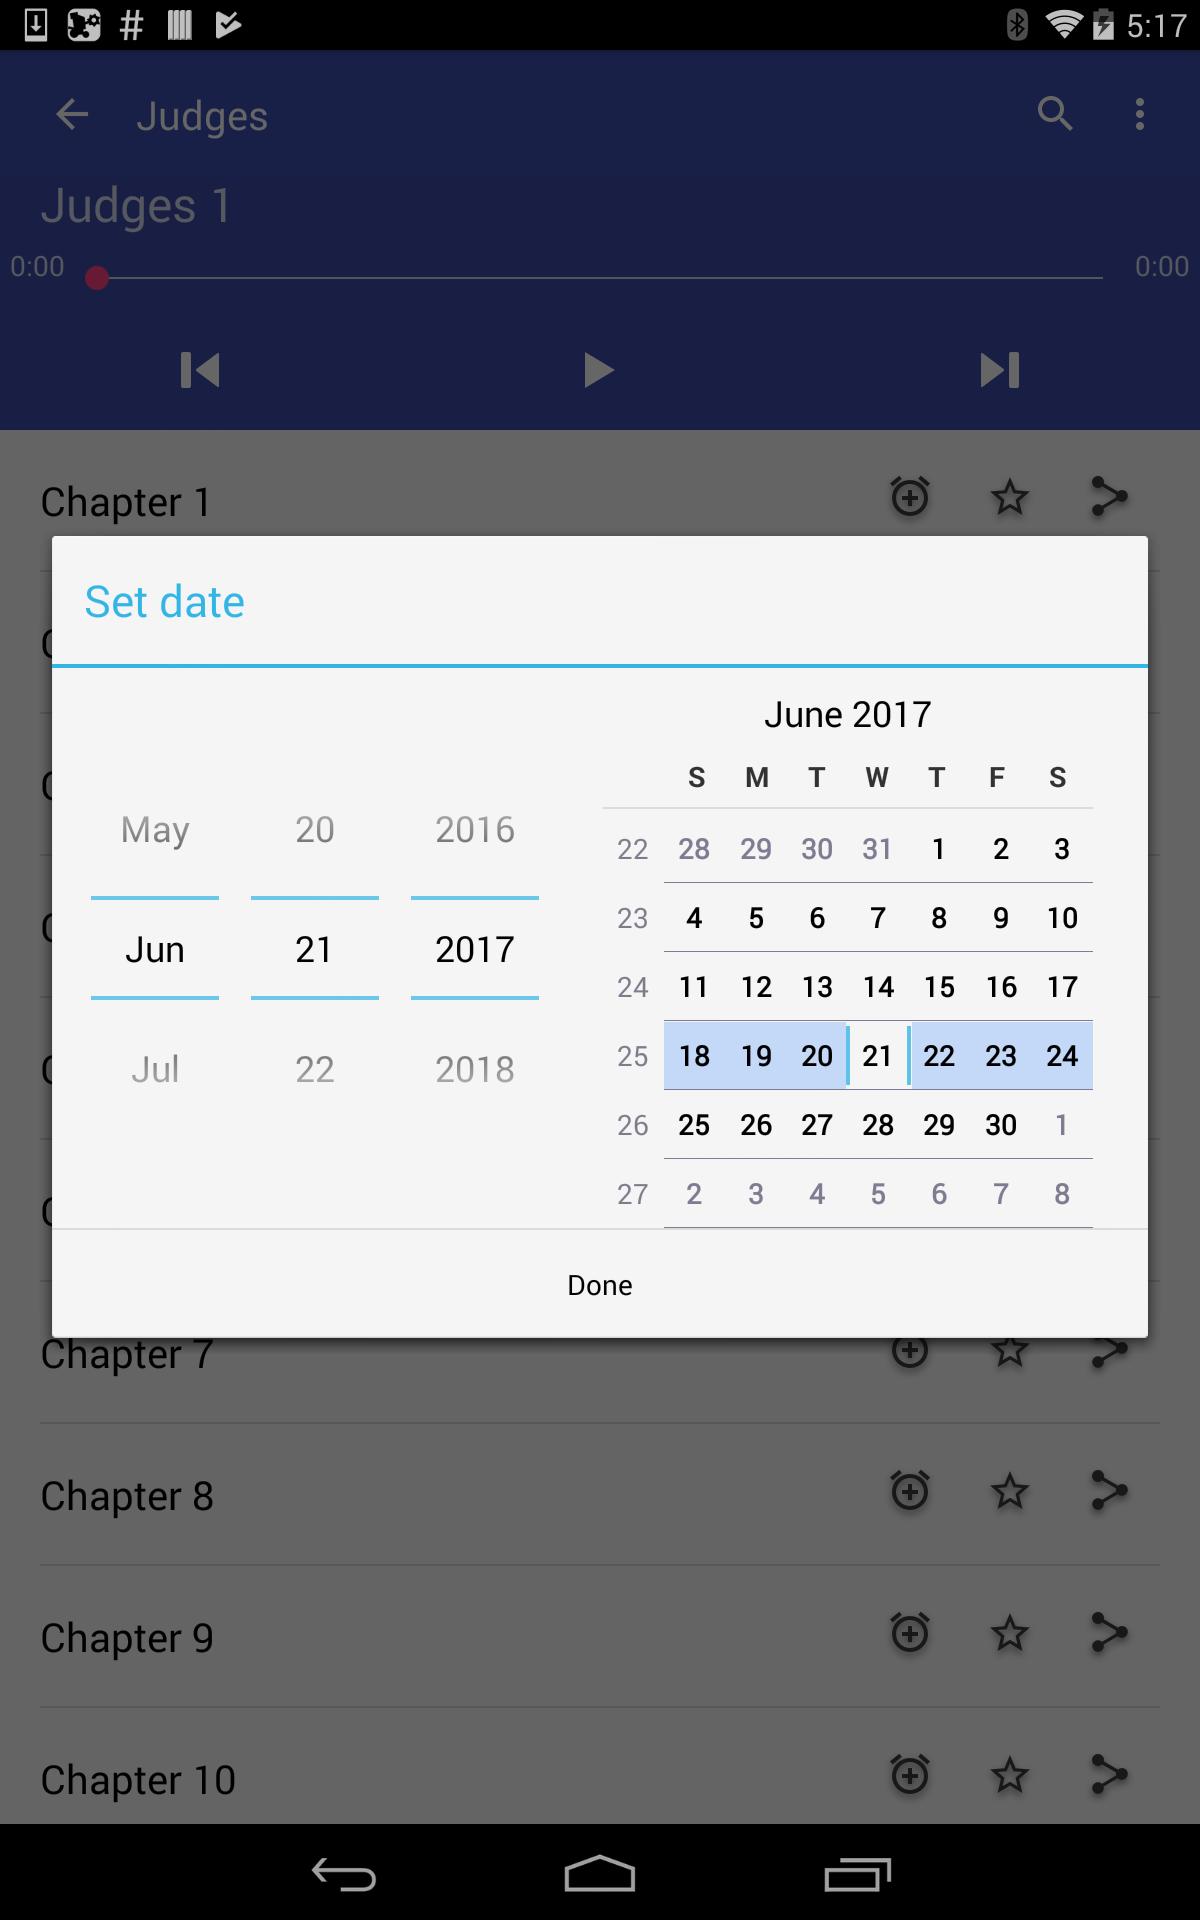 5:17
Judges
Judges 1
0:00 0:00
Chapter 1
Set date
June 2017
S M T W T F S
May 20 2016
22 28 29 30 31 1 2 3
23 4 5 6 7 8 9 10
Jun 21 2017
24 11 12 13 14 15 16 17
25 18 19 20 21 22 23 24
Jul 22 2018
26 25 26 27 28 29 30 1
27 2 3 4 5 6 7 8
Done
Chapter 7
Chapter 8
Chapter 9
Chapter 10